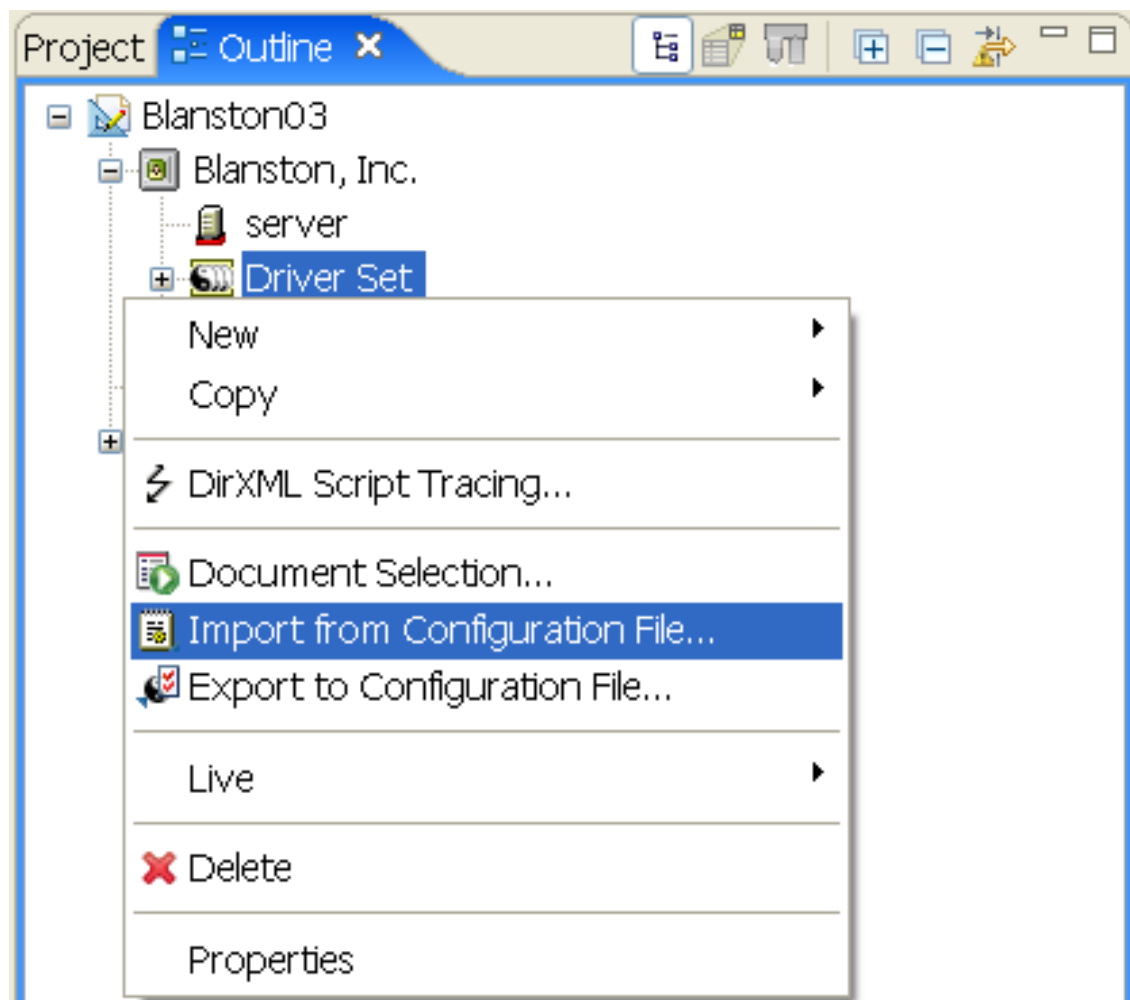 Project Outline
Blanston03
Blanston, Inc.
server
Driver Set
New
Copy
DirXML Script Tracing...
Document Selection...
Import from Configuration File...
Export to Configuration File...
Live
Delete
Properties